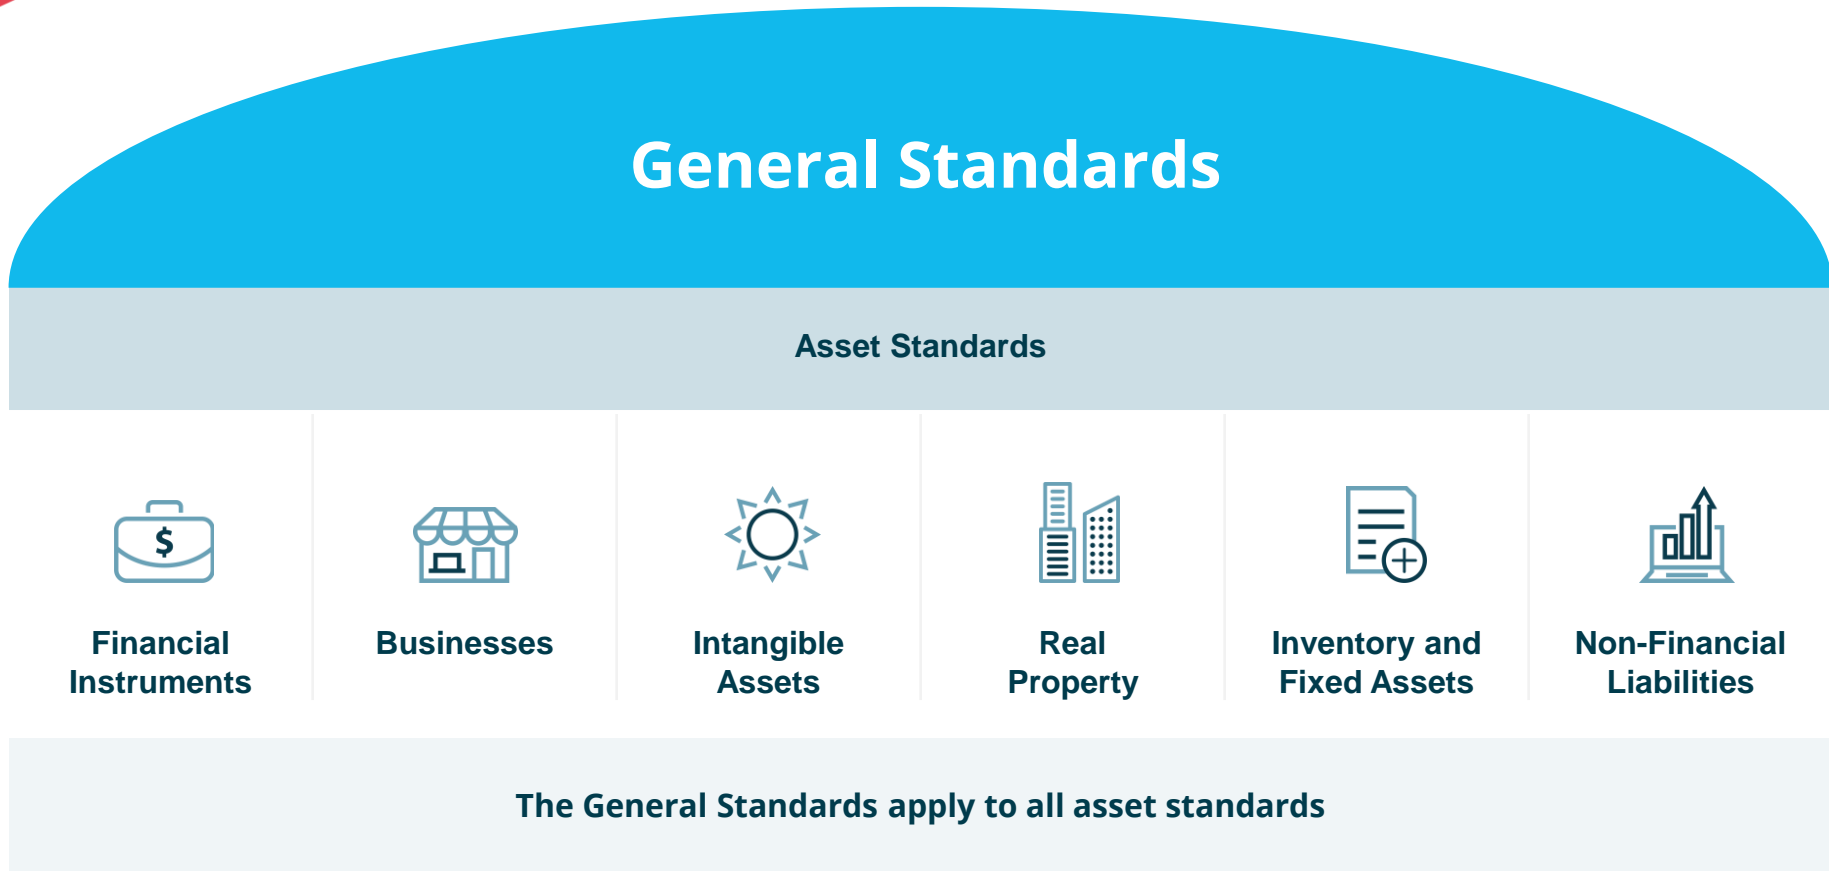 General Standards
Asset Standards
$
Financial
Instruments
Businesses
Intangible
Assets
Real
Property
Inventory and
Fixed Assets
Non-Financial
Liabilities
The General Standards apply to all asset standards